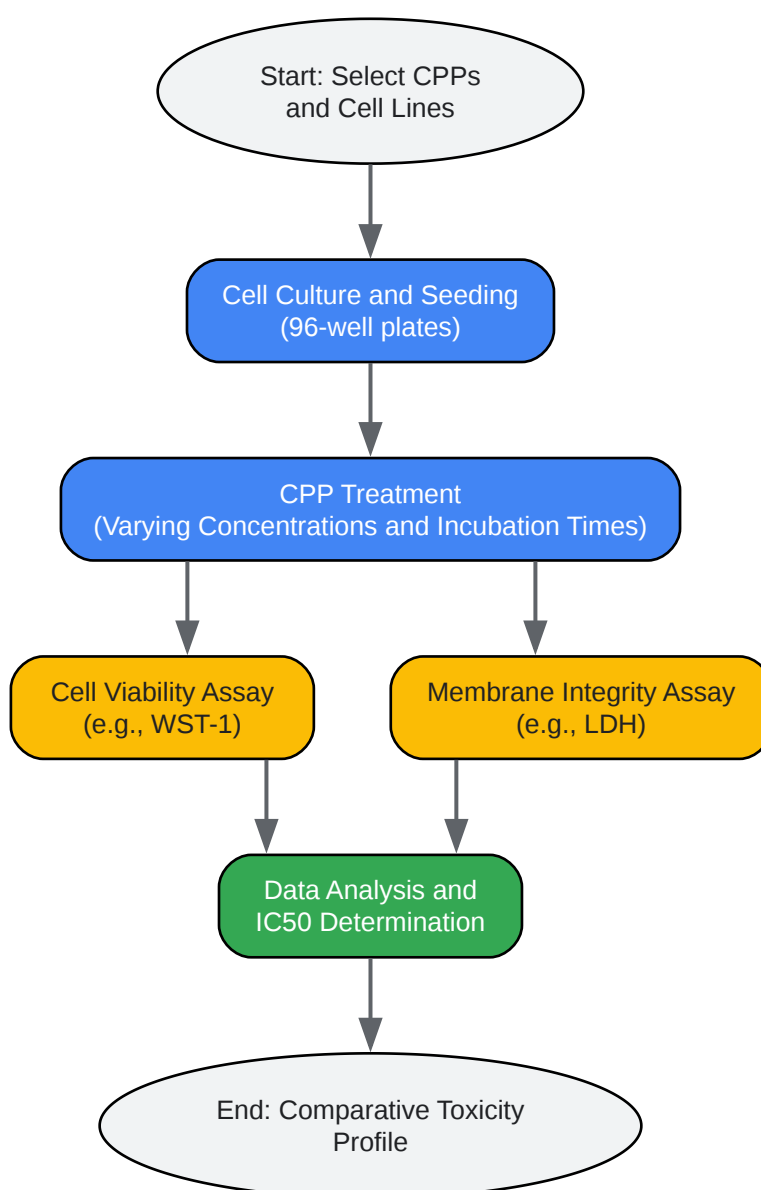 Start: Select CPPs
and Cell Lines
Cell Culture and Seeding
(96-well plates)
CPP Treatment
(Varying Concentrations and Incubation Times)
Cell Viability Assay
(e.g., WST-1)
Membrane Integrity Assay
(e.g., LDH)
Data Analysis and
IC50 Determination
End: Comparative Toxicity
Profile